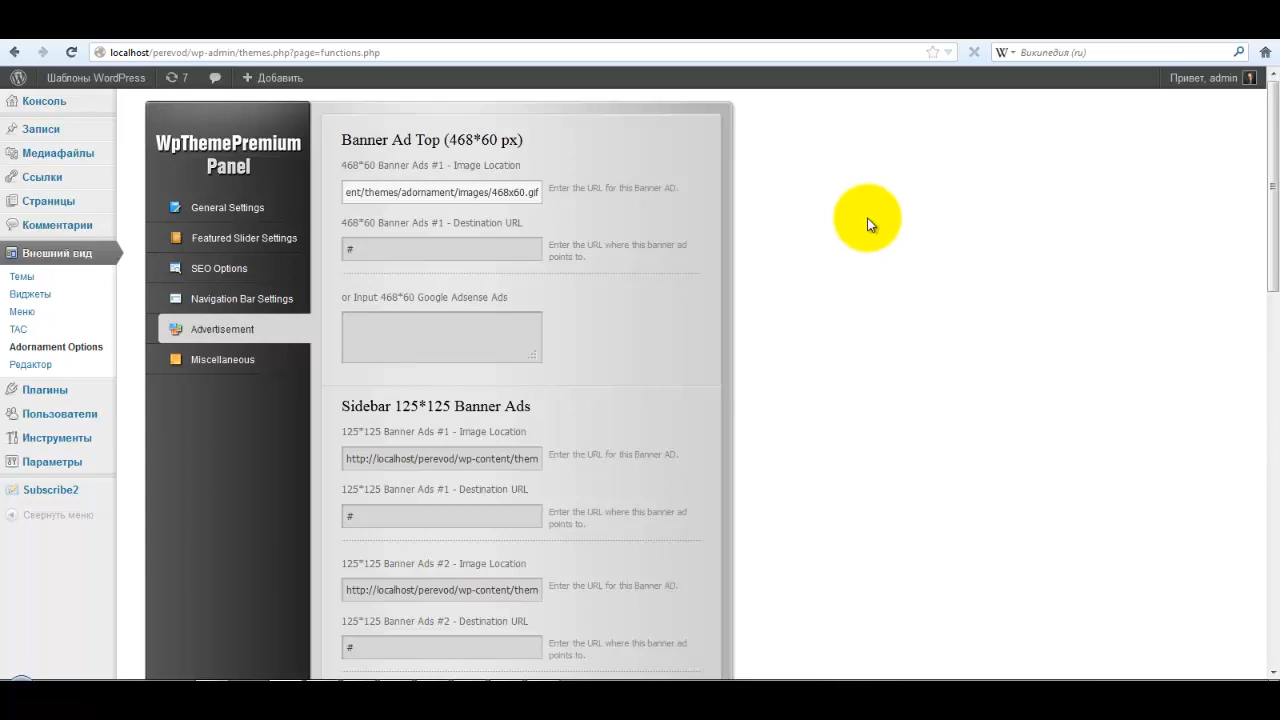 localhost/perevod/wp-admin/themes.php?page=functions.php
Википедия (ru)
Шаблоны WordPress
7
Добавить
Привет, admin
Консоль
Записи
Медиафайлы
Ссылки
Страницы
Комментарии
Внешний вид
Темы
Виджеты
Меню
TAC
Adornament Options
Редактор
Плагины
Пользователи
Инструменты
Параметры
Subscribe2
Свернуть меню
WpThemePremium
Panel
General Settings
Featured Slider Settings
SEO Options
Navigation Bar Settings
Advertisement
Miscellaneous
Banner Ad Top (468*60 px)
468*60 Banner Ads #1 - Image Location
ent/themes/adornament/images/468x60.gif
Enter the URL for this Banner AD.
468*60 Banner Ads #1 - Destination URL
#
Enter the URL where this banner ad
points to.
or Input 468*60 Google Adsense Ads
Sidebar 125*125 Banner Ads
125*125 Banner Ads #1 - Image Location
http://localhost/perevod/wp-content/them
Enter the URL for this Banner AD.
125*125 Banner Ads #1 - Destination URL
#
Enter the URL where this banner ad
points to.
125*125 Banner Ads #2 - Image Location
http://localhost/perevod/wp-content/them
Enter the URL for this Banner AD.
125*125 Banner Ads #2 - Destination URL
#
Enter the URL where this banner ad
points to.